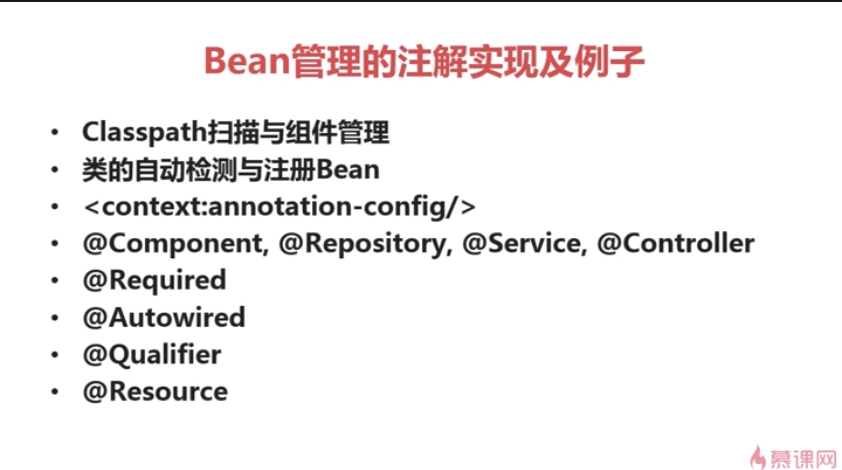 Bean管理的注解实现及例子
• Classpath扫描与组件管理
• 类的自动检测与注册Bean
• <context:annotation-config/>
• @Component, @Repository, @Service, @Controller
• @Required
• @Autowired
• @Qualifier
• @Resource
慕课网